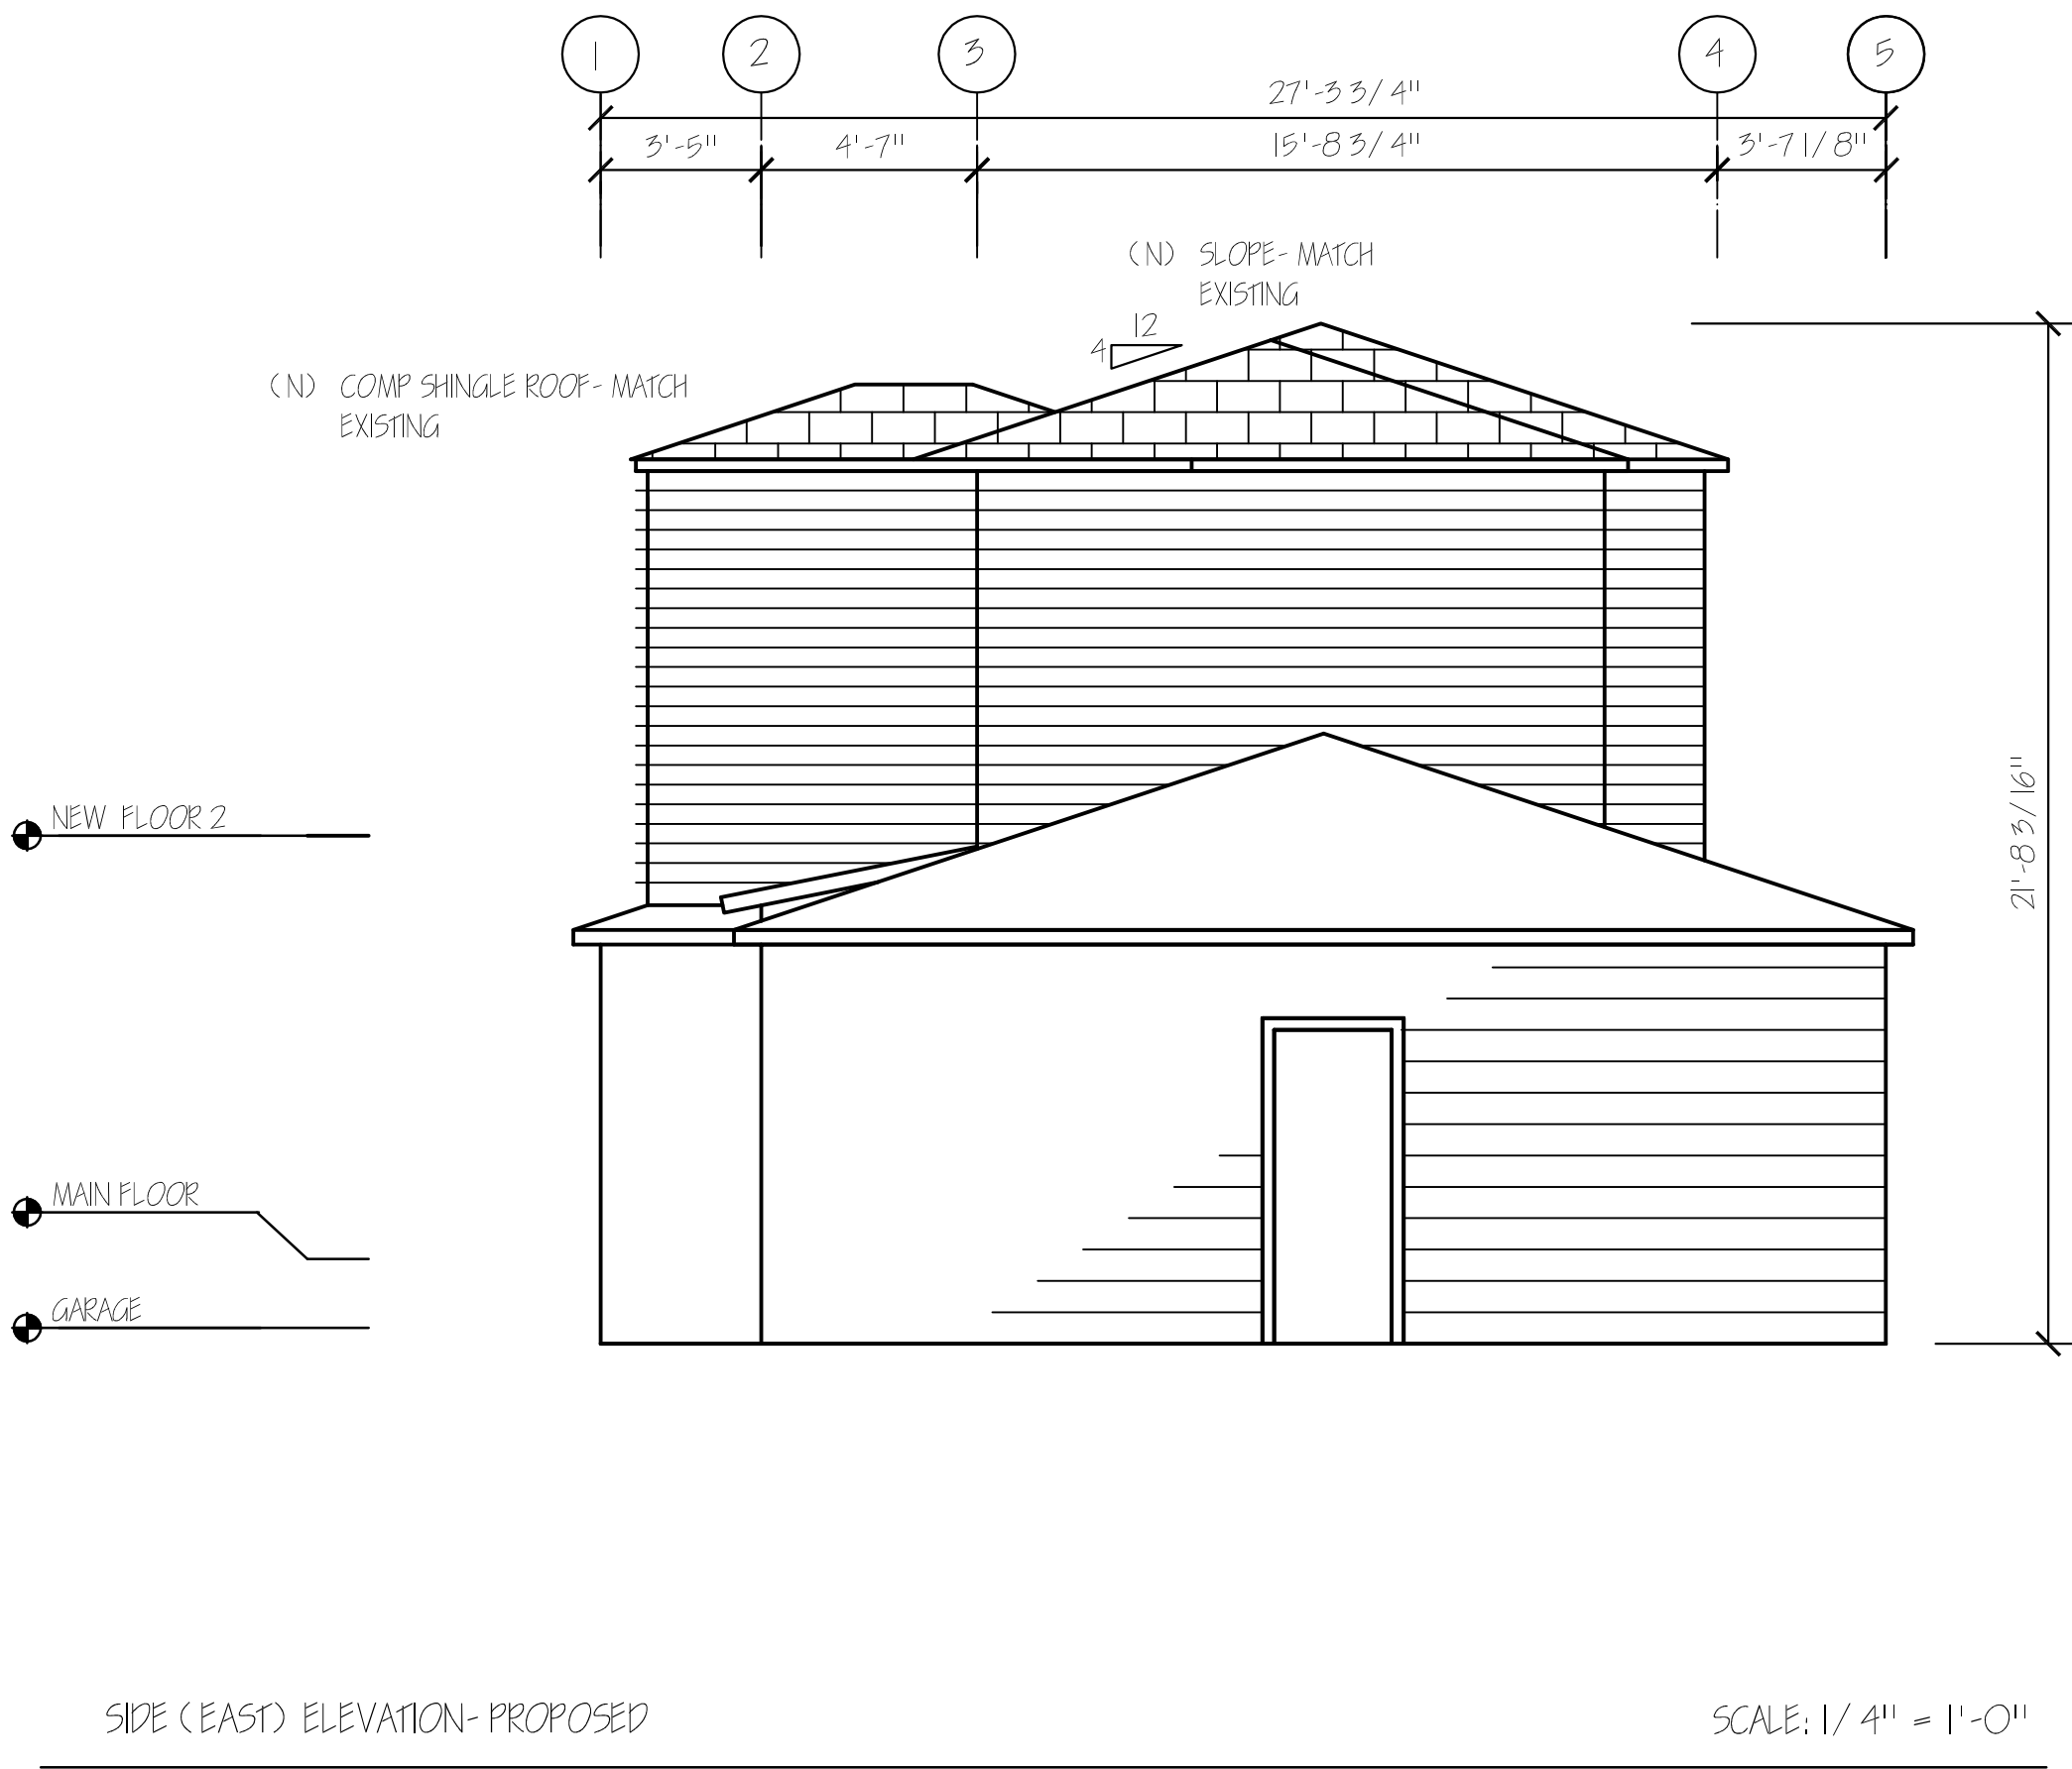 1 2 3 4 5
27'-3 3/4"
3'-5" 4'-7" 15'-8 3/4" 3'-7 1/8"
(N) SLOPE- MATCH
EXISTING
12
4
(N) COMP SHINGLE ROOF- MATCH
EXISTING
21'-8 3/16"
NEW FLOOR 2
MAIN FLOOR
GARAGE
SIDE (EAST) ELEVATION- PROPOSED
SCALE: 1/4" = 1'-0"